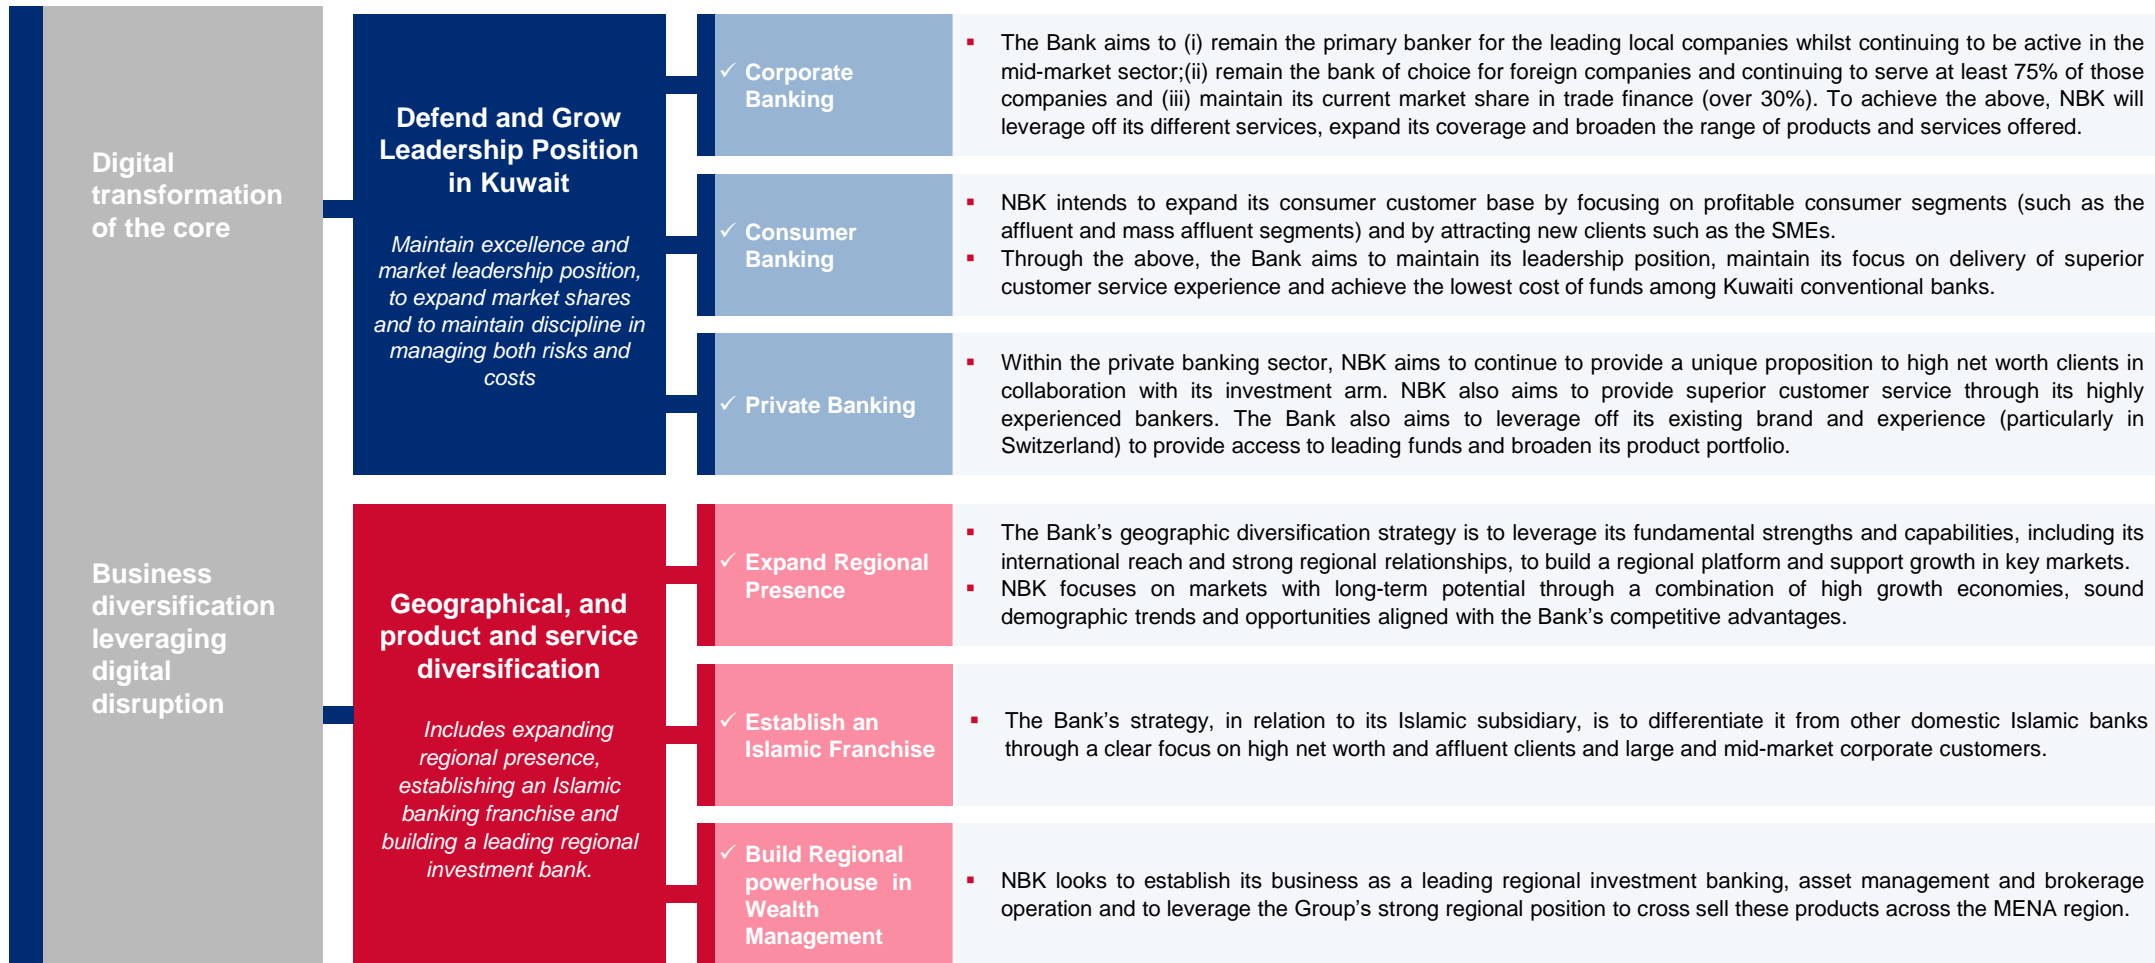 Digital
transformation
of the core
Business
diversification
leveraging
digital
disruption
Defend and Grow
Leadership Position
in Kuwait
Maintain excellence and
market leadership position,
to expand market shares
and to maintain discipline in
managing both risks and
costs
✓ Corporate
Banking
▪ The Bank aims to (i) remain the primary banker for the leading local companies whilst continuing to be active in the
mid-market sector;(ii) remain the bank of choice for foreign companies and continuing to serve at least 75% of those
companies and (iii) maintain its current market share in trade finance (over 30%). To achieve the above, NBK will
leverage off its different services, expand its coverage and broaden the range of products and services offered.
✓ Consumer
Banking
▪ NBK intends to expand its consumer customer base by focusing on profitable consumer segments (such as the
affluent and mass affluent segments) and by attracting new clients such as the SMEs.
▪ Through the above, the Bank aims to maintain its leadership position, maintain its focus on delivery of superior
customer service experience and achieve the lowest cost of funds among Kuwaiti conventional banks.
✓ Private Banking
▪ Within the private banking sector, NBK aims to continue to provide a unique proposition to high net worth clients in
collaboration with its investment arm. NBK also aims to provide superior customer service through its highly
experienced bankers. The Bank also aims to leverage off its existing brand and experience (particularly in
Switzerland) to provide access to leading funds and broaden its product portfolio.
Geographical, and
product and service
diversification
Includes expanding
regional presence,
establishing an Islamic
banking franchise and
building a leading regional
investment bank.
✓ Expand Regional
Presence
▪ The Bank's geographic diversification strategy is to leverage its fundamental strengths and capabilities, including its
international reach and strong regional relationships, to build a regional platform and support growth in key markets.
▪ NBK focuses on markets with long-term potential through a combination of high growth economies, sound
demographic trends and opportunities aligned with the Bank's competitive advantages.
✓ Establish an
Islamic Franchise
▪ The Bank's strategy, in relation to its Islamic subsidiary, is to differentiate it from other domestic Islamic banks
through a clear focus on high net worth and affluent clients and large and mid-market corporate customers.
✓ Build Regional
powerhouse in
Wealth
Management
▪ NBK looks to establish its business as a leading regional investment banking, asset management and brokerage
operation and to leverage the Group's strong regional position to cross sell these products across the MENA region.